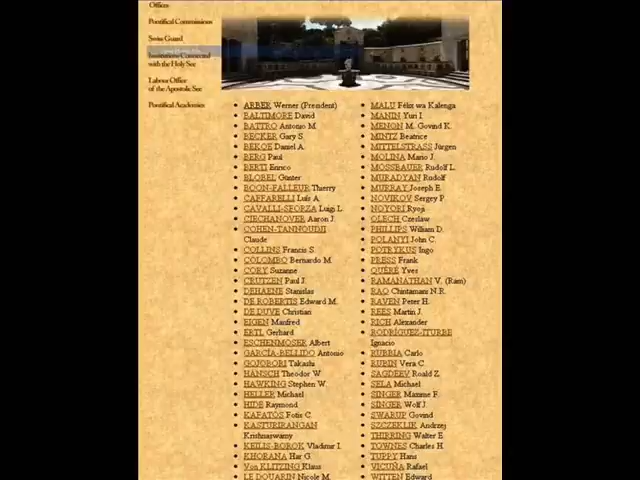 Offices
Pontifical Commissions
Swiss Guard
Institutions Connected
with the Holy See
Labour Office
of the Apostolic See
Pontifical Academies
ARBER Werner (President)
BALTIMORE David
BATTRO Antonio M.
BECKER Gary S.
BEKOE Daniel A.
BERG Paul
BERTI Enrico
BLOBEL Günter
BOON-FALLEUR Thierry
CAFFARELLI Luis A.
CAVALLI-SFORZA Luigi L.
CIECHANOVER Aaron J.
COHEN-TANNOUDJI
Claude
COLLINS Francis S.
COLOMBO Bernardo M.
CORY Suzanne
CRUTZEN Paul J.
DEHAENE Stanislas
DE ROBERTIS Edward M.
DE DUVE Christian
EIGEN Manfred
ERTL Gerhard
ESCHENMOSER Albert
GARCÍA-BELLIDO Antonio
GOJOBORI Takashi
HÄNSCH Theodor W.
HAWKING Stephen W.
HELLER Michael
HIDE Raymond
KAFATOS Fotis C.
KASTURIRANGAN
Krishnaswamy
KEILIS-BOROK Vladimir I.
KHORANA Har G.
Von KLITZING Klaus
LE DOUARIN Nicole M.
MALU Félix wa Kalenga
MANIN Yuri I.
MENON M. Govind K.
MINTZ Beatrice
MITTELSTRASS Jürgen
MOLINA Mario J.
MÖSSBAUER Rudolf L.
MURADYAN Rudolf
MURRAY Joseph E.
NOVIKOV Sergey P.
NOYORI Ryoji
OLECH Czeslaw
PHILLIPS William D.
POLANYI John C.
POTRYKUS Ingo
PRESS Frank
QUÉRÉ Yves
RAMANATHAN V. (Ram)
RAO Chintamani N.R.
RAVEN Peter H.
REES Martin J.
RICH Alexander
RODRÍGUEZ-ITURBE
Ignacio
RUBBIA Carlo
RUBIN Vera C.
SAGDEEV Roald Z.
SELA Michael
SINGER Maxine F.
SINGER Wolf J.
SWARUP Govind
SZCZEKLIK Andrzej
THIRRING Walter E.
TOWNES Charles H.
TUPPY Hans
VICUÑA Rafael
WITTEN Edward